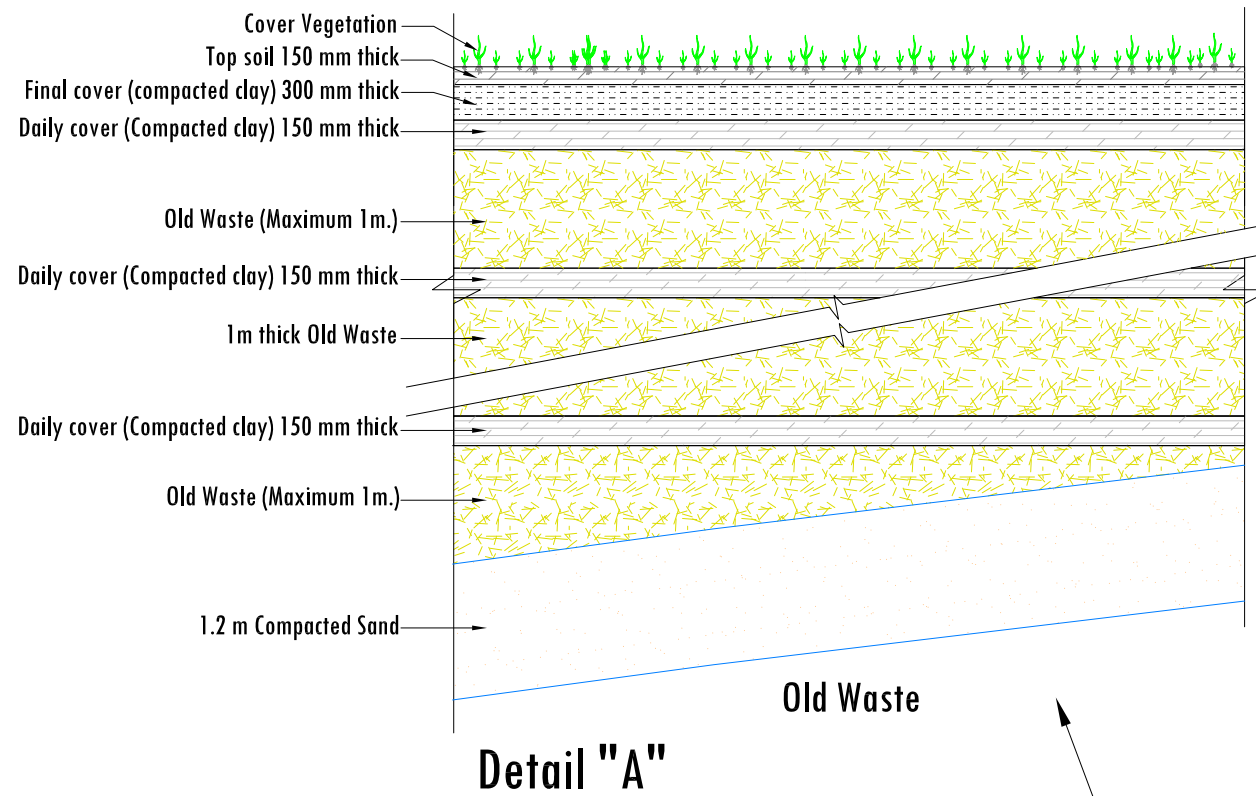 Cover Vegetation
Top soil 150 mm thick
Final cover (compacted clay) 300 mm thick
Daily cover (Compacted clay) 150 mm thick
Old Waste (Maximum 1m.)
Daily cover (Compacted clay) 150 mm thick
1m thick Old Waste
Daily cover (Compacted clay) 150 mm thick
Old Waste (Maximum 1m.)
1.2 m Compacted Sand
Old Waste
Detail "A"